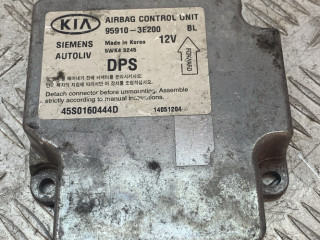 KIA AIRBAG CONTROL UNIT
95910-3E200 BL
SIEMENS Made in Korea 12V
AUTOLIV 5WK4 3245
FORWARD
DPS
Detach connector before unmounting. Assemble
strictly according to manual instructions.
45S0160444D 14051204